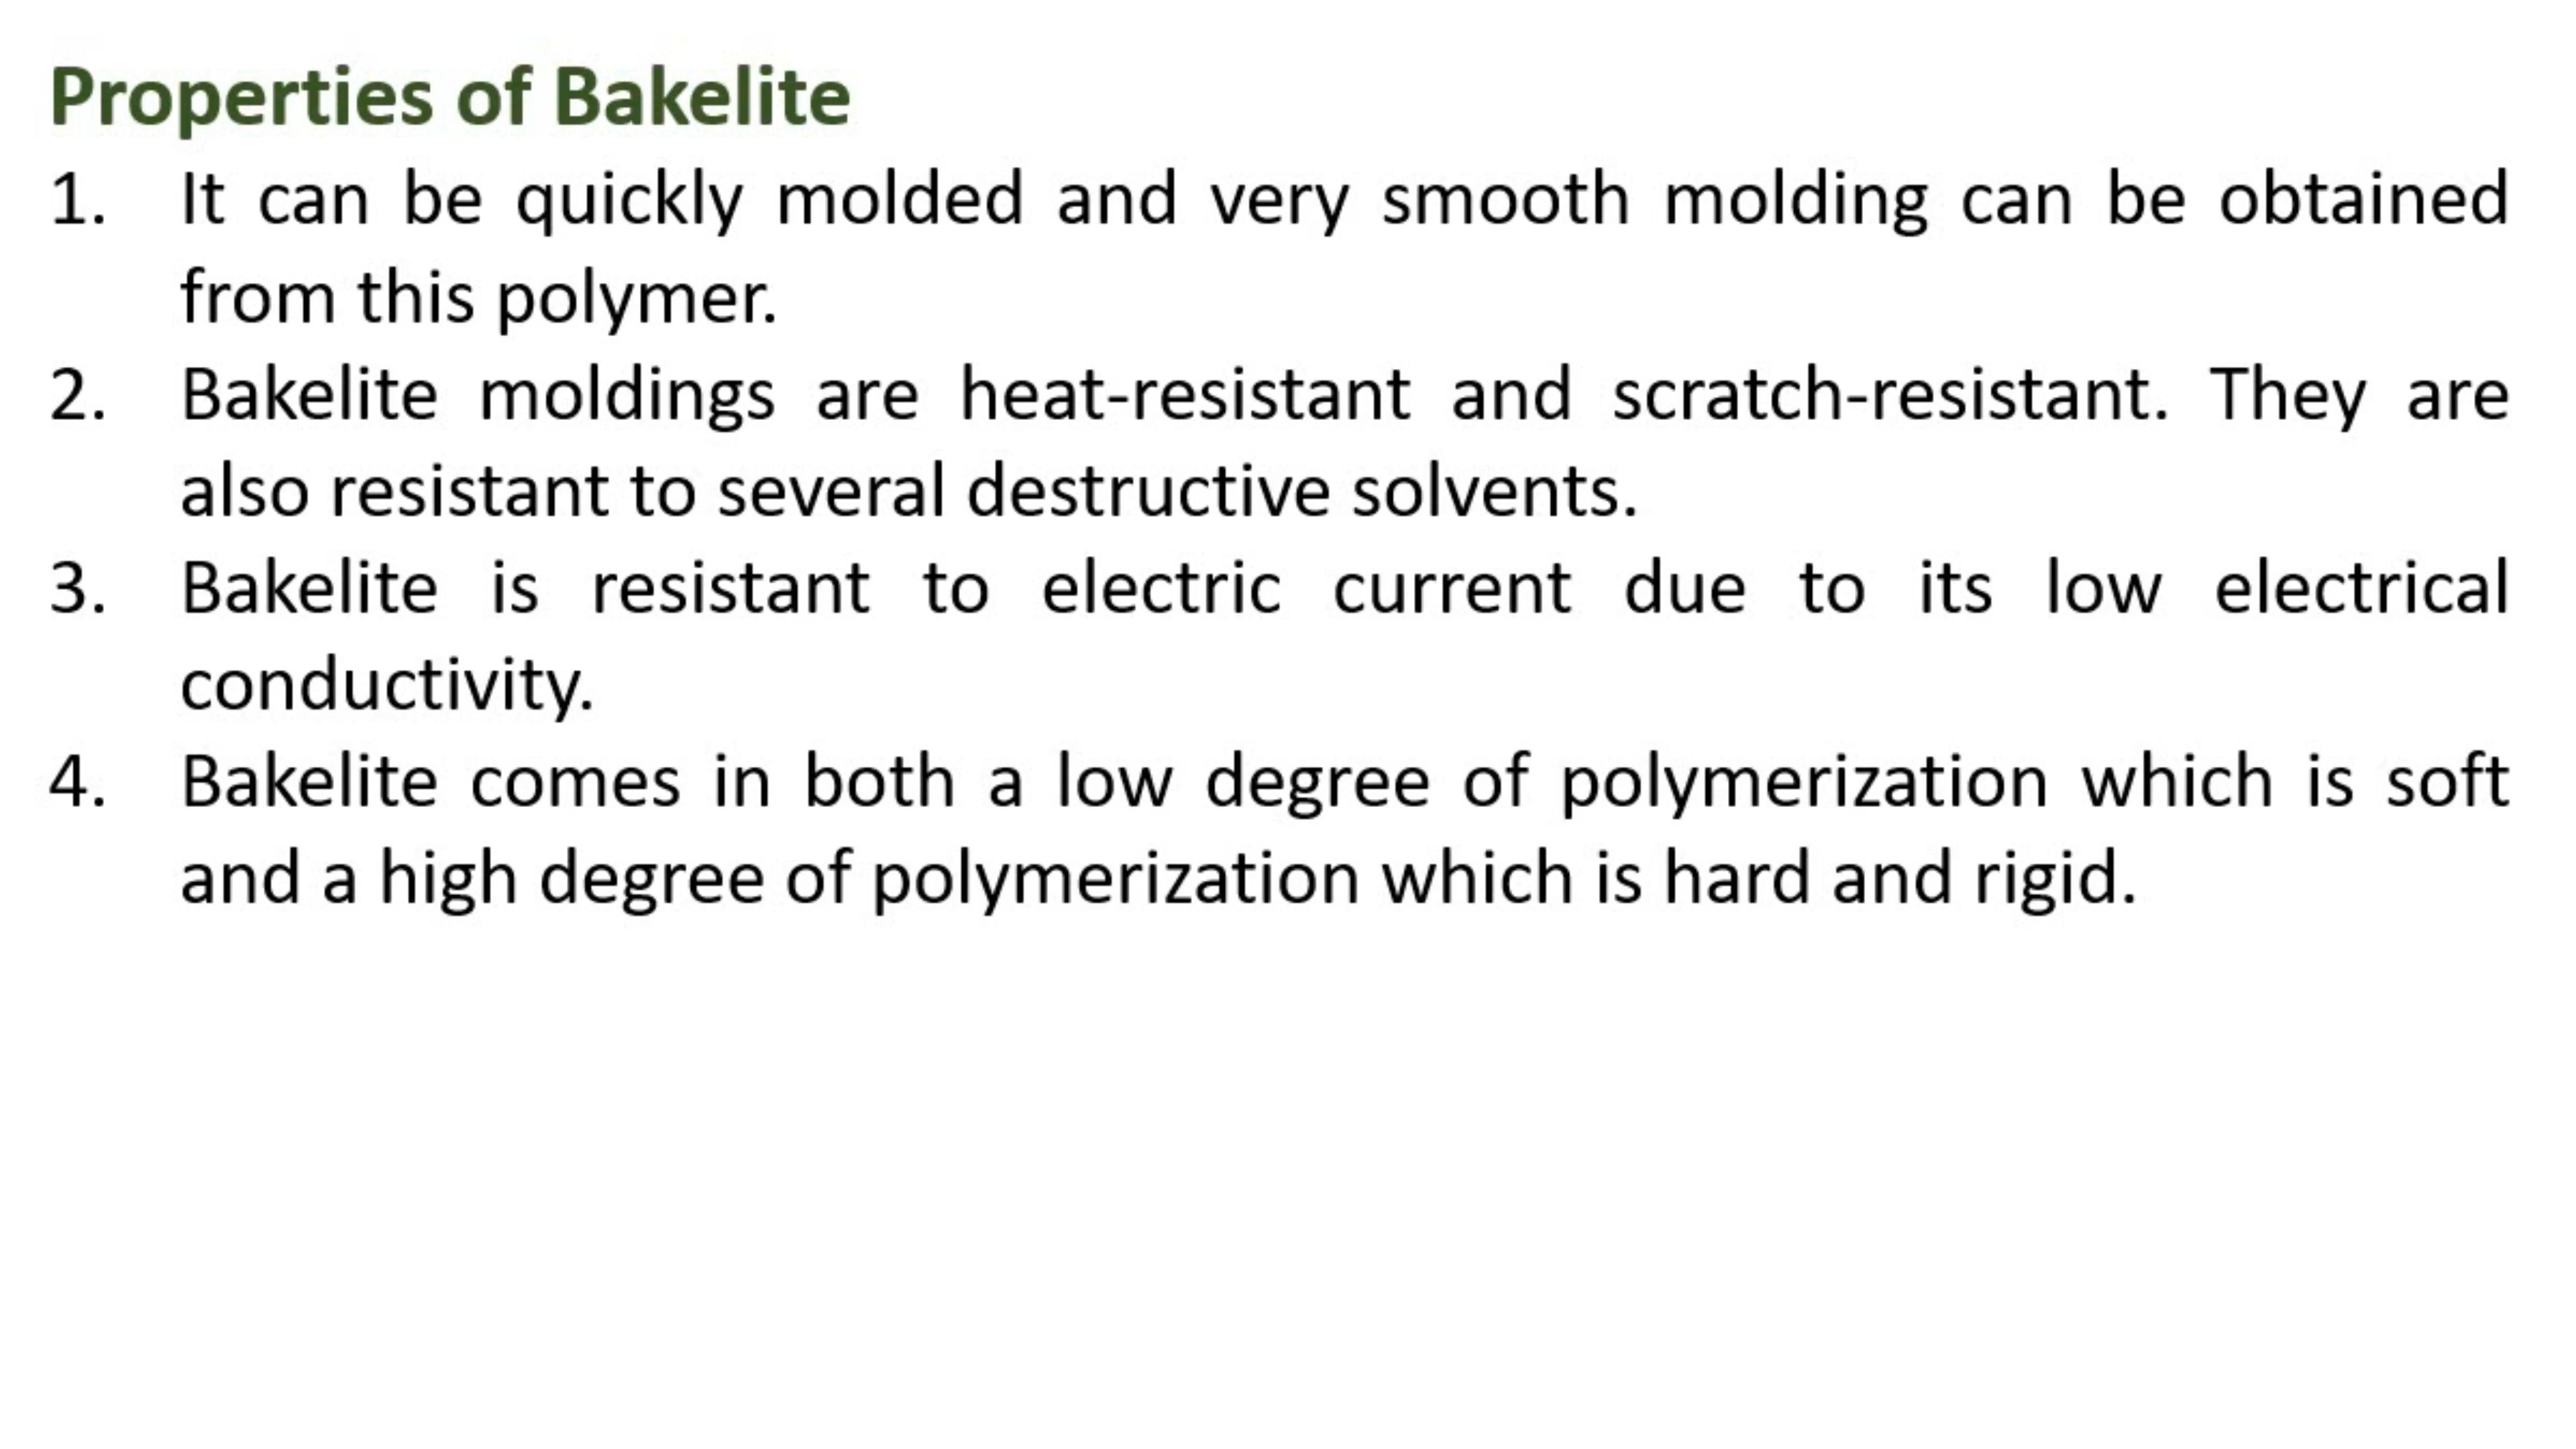 Properties of Bakelite
1. It can be quickly molded and very smooth molding can be obtained
from this polymer.
2. Bakelite moldings are heat-resistant and scratch-resistant. They are
also resistant to several destructive solvents.
3. Bakelite is resistant to electric current due to its low electrical
conductivity.
4. Bakelite comes in both a low degree of polymerization which is soft
and a high degree of polymerization which is hard and rigid.